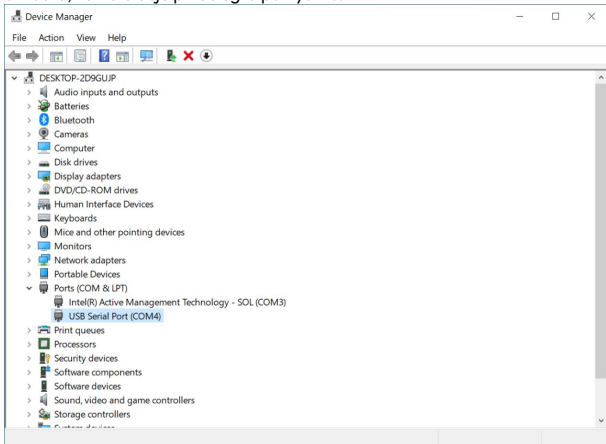 Device Manager
File Action View Help
DESKTOP-2D9GUJP
Audio inputs and outputs
Batteries
Bluetooth
Cameras
Computer
Disk drives
Display adapters
DVD/CD-ROM drives
Human Interface Devices
Keyboards
Mice and other pointing devices
Monitors
Network adapters
Portable Devices
Ports (COM & LPT)
Intel(R) Active Management Technology - SOL (COM3)
USB Serial Port (COM4)
Print queues
Processors
Security devices
Software components
Software devices
Sound, video and game controllers
Storage controllers